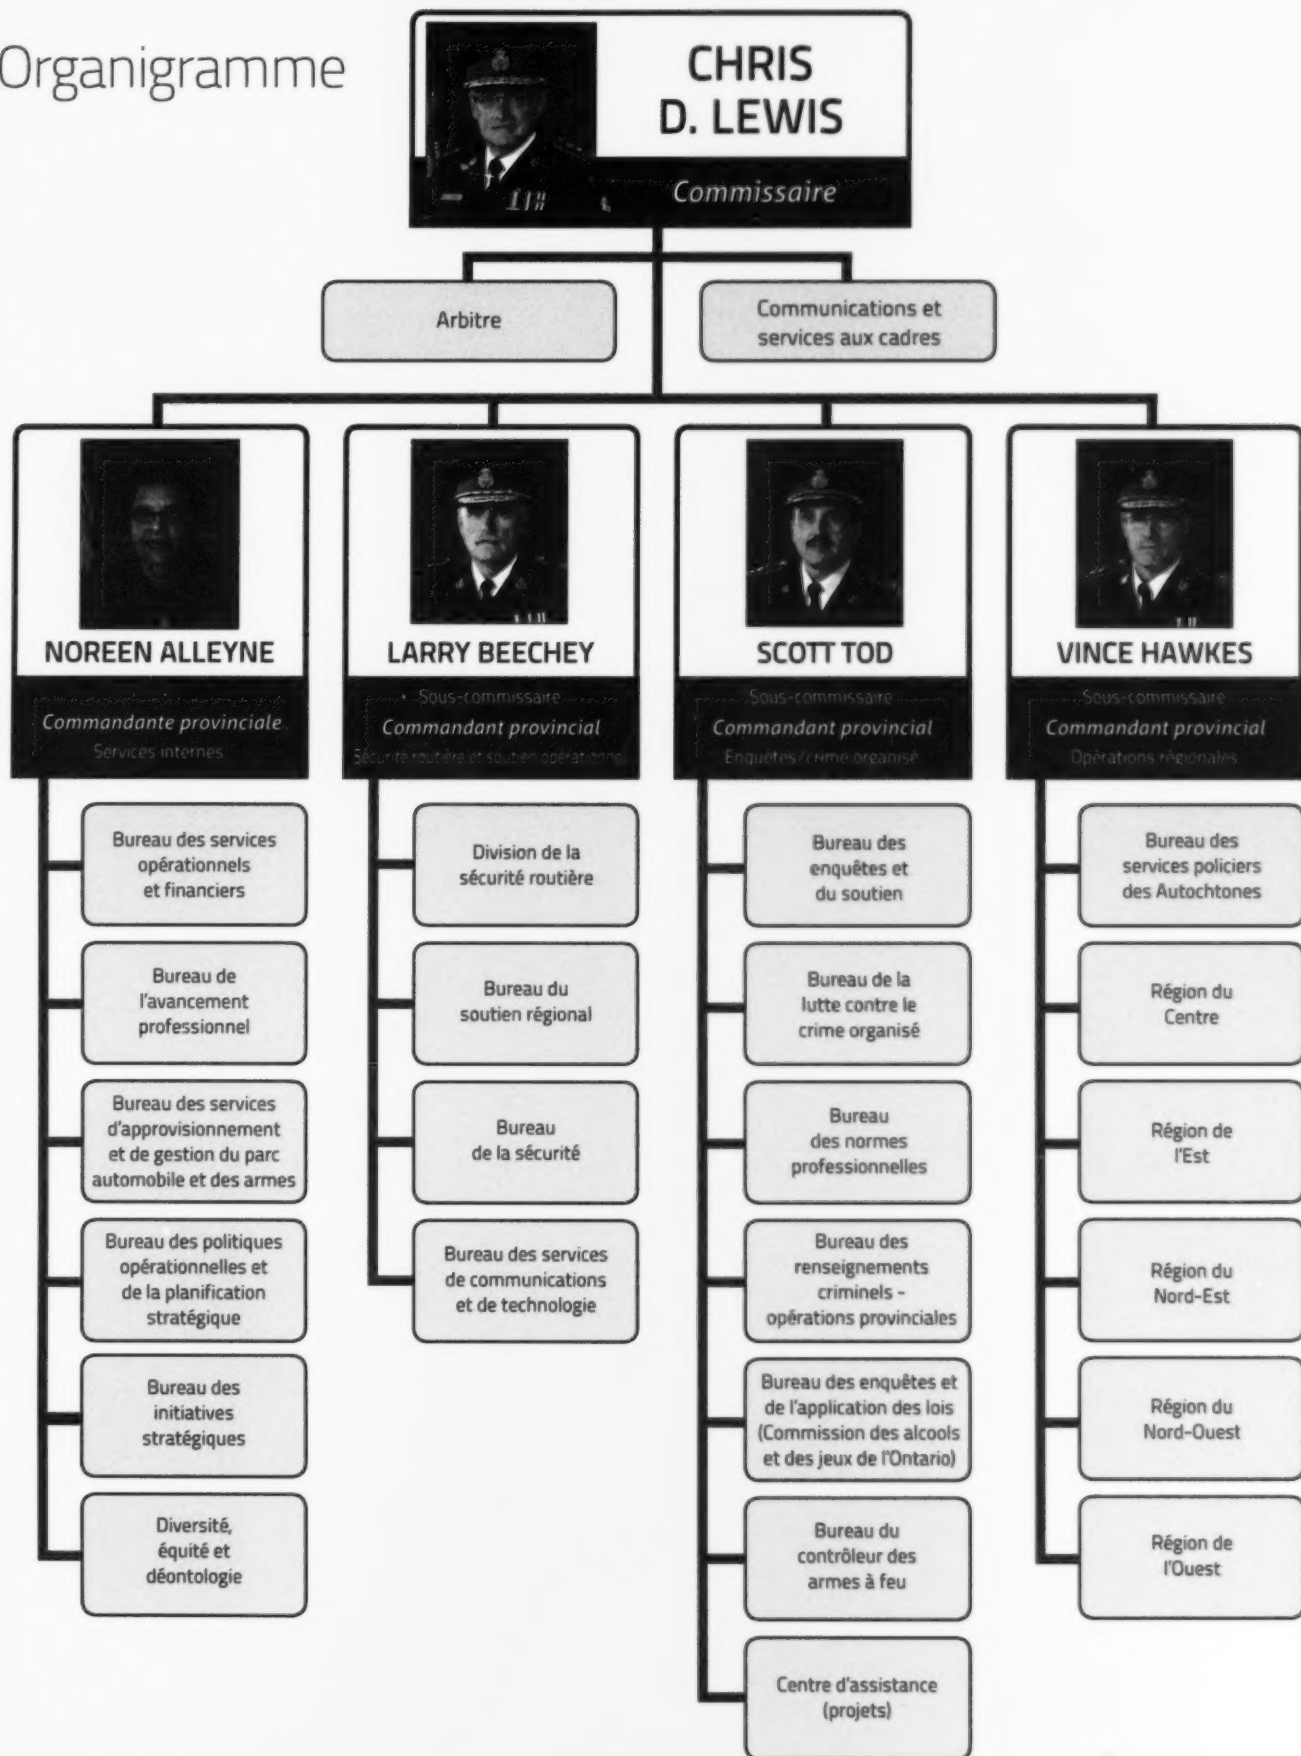 Organigramme
CHRIS
D. LEWIS
Commissaire
Arbitre
Communications et
services aux cadres
NOREEN ALLEYNE
Commandante provinciale
Services internes
Bureau des services
opérationnels
et financiers
Bureau de
l'avancement
professionnel
Bureau des services
d'approvisionnement
et de gestion du parc
automobile et des armes
Bureau des politiques
opérationnelles et
de la planification
stratégique
Bureau des
initiatives
stratégiques
Diversité,
équité et
déontologie
LARRY BEECHEY
Sous-commissaire
Commandant provincial
Sécurité routière et soutien opérationnel
Division de la
sécurité routière
Bureau du
soutien régional
Bureau
de la sécurité
Bureau des services
de communications
et de technologie
SCOTT TOD
Sous-commissaire
Commandant provincial
Enquêtes/crime organisé
Bureau des
enquêtes et
du soutien
Bureau de la
lutte contre le
crime organisé
Bureau
des normes
professionnelles
Bureau des
renseignements
criminels -
opérations provinciales
Bureau des enquêtes et
de l'application des lois
(Commission des alcools
et des jeux de l'Ontario)
Bureau du
contrôleur des
armes à feu
Centre d'assistance
(projets)
VINCE HAWKES
Sous-commissaire
Commandant provincial
Opérations régionales
Bureau des
services policiers
des Autochtones
Région du
Centre
Région de
l'Est
Région du
Nord-Est
Région du
Nord-Ouest
Région de
l'Ouest